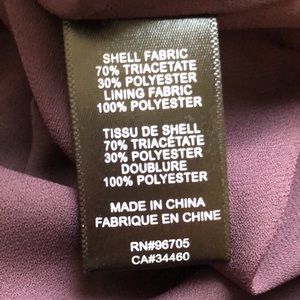 SHELL FABRIC
70% TRIACETATE
30% POLYESTER
LINING FABRIC
100% POLYESTER
TISSU DE SHELL
70% TRIACÉTATE
30% POLYESTER
DOUBLURE
100% POLYESTER
MADE IN CHINA
FABRIQUE EN CHINE
RN#96705
CA#34460